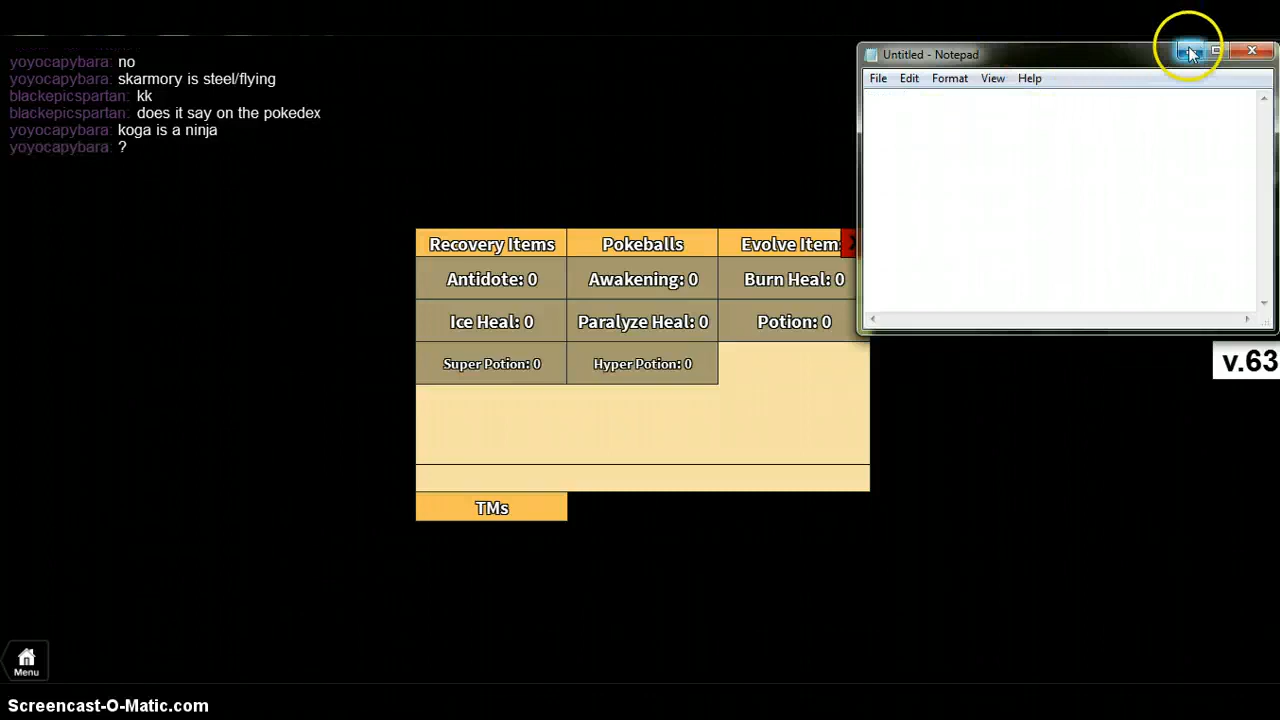 yoyocapybara: no
yoyocapybara: skarmory is steel/flying
blackepicspartan: kk
blackepicspartan: does it say on the pokedex
yoyocapybara: koga is a ninja
yoyocapybara: ?
Untitled - Notepad
File Edit Format View Help
Recovery Items Pokeballs Evolve Item
Antidote: 0 Awakening: 0 Burn Heal: 0
Ice Heal: 0 Paralyze Heal: 0 Potion: 0
Super Potion: 0 Hyper Potion: 0
v.63
TMs
Menu
Screencast-O-Matic.com